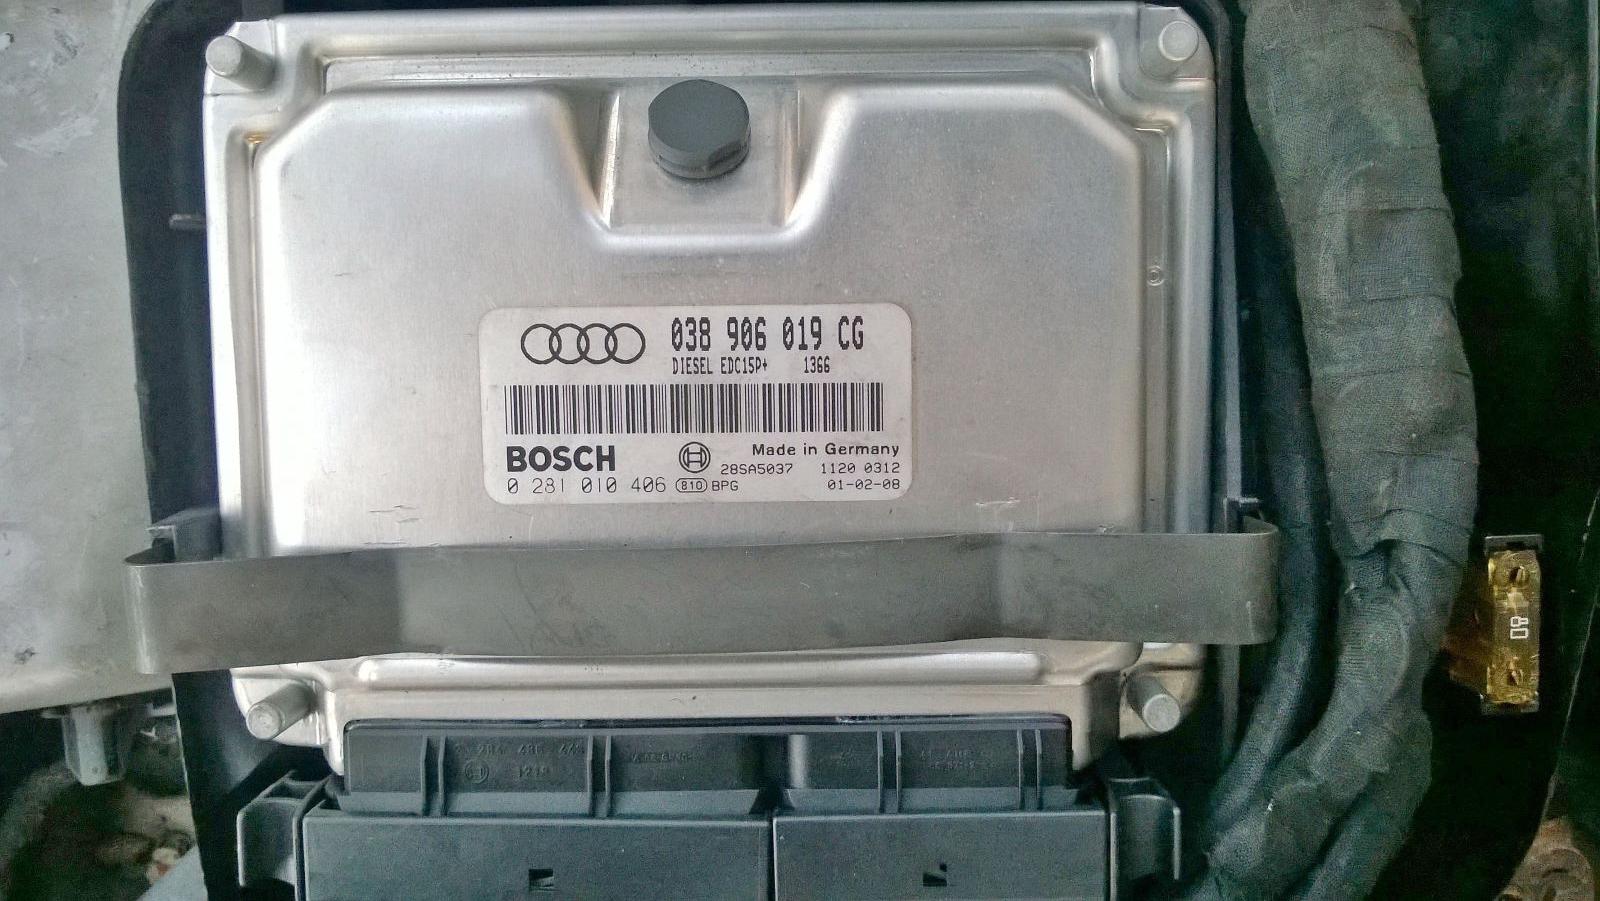 038 906 019 CG
DIESEL EDC15P+ 1366
BOSCH
Made in Germany
28SA5037 1120 0312
0 281 010 406 810 BPG 01-02-08
80
1218